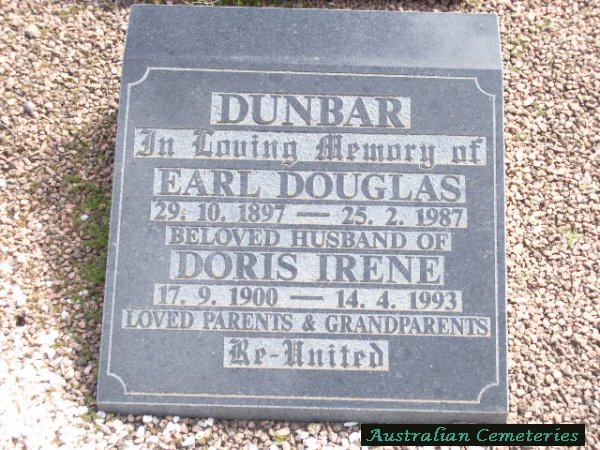 DUNBAR
In Loving Memory of
EARL DOUGLAS
29. 10. 1897 — 25. 2. 1987
BELOVED HUSBAND OF
DORIS IRENE
17. 9. 1900 — 14. 4. 1993
LOVED PARENTS & GRANDPARENTS
Re-United
Australian Cemeteries